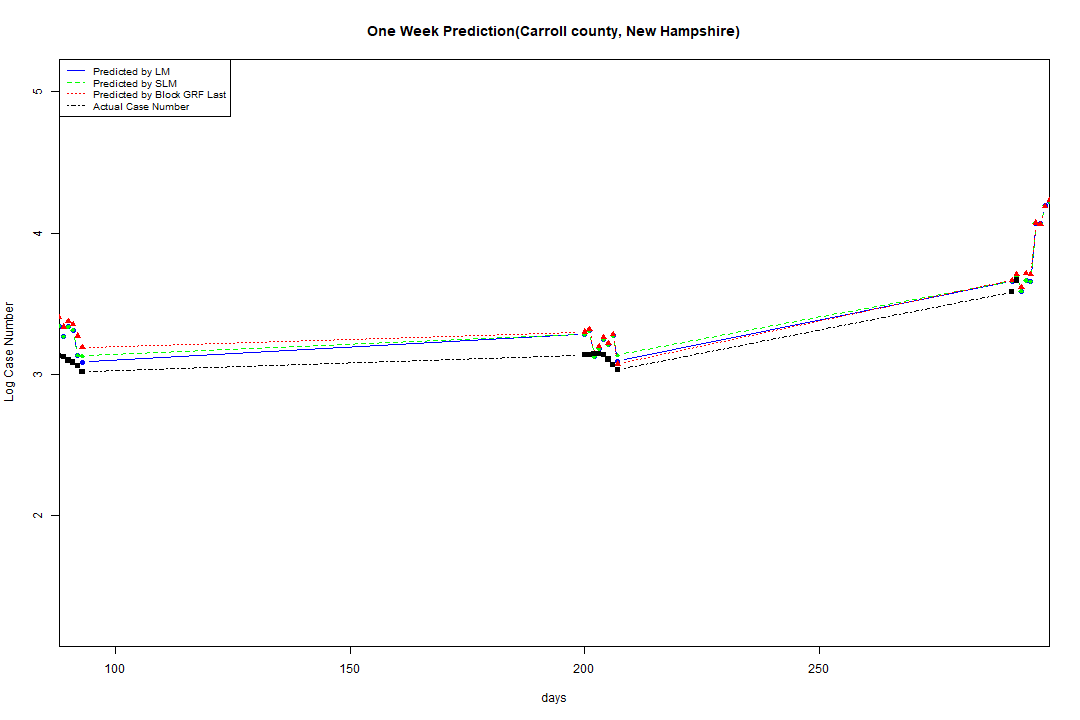 One Week Prediction(Carroll county, New Hampshire)
Predicted by LM
Predicted by SLM
Predicted by Block GRF Last
Actual Case Number
5
4
3
2
Log Case Number
100 150 200 250
days